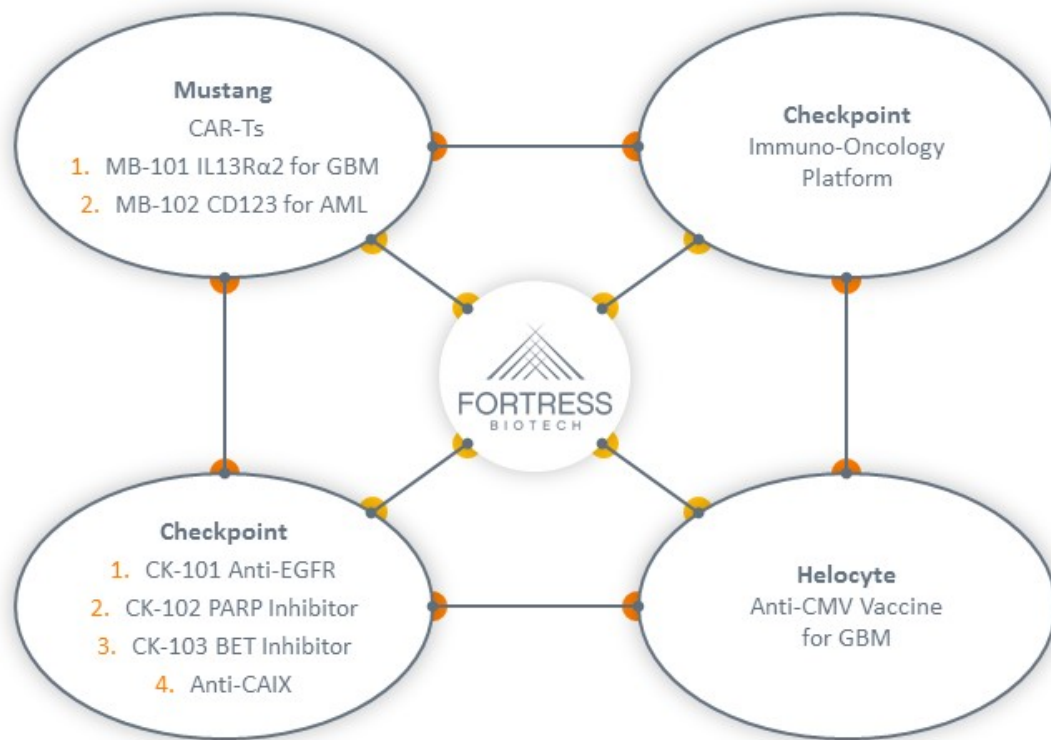 Mustang
CAR-Ts
1. MB-101 IL13Rα2 for GBM
2. MB-102 CD123 for AML
Checkpoint
Immuno-Oncology
Platform
FORTRESS
BIOTECH
Checkpoint
1. CK-101 Anti-EGFR
2. CK-102 PARP Inhibitor
3. CK-103 BET Inhibitor
4. Anti-CAIX
Helocyte
Anti-CMV Vaccine
for GBM